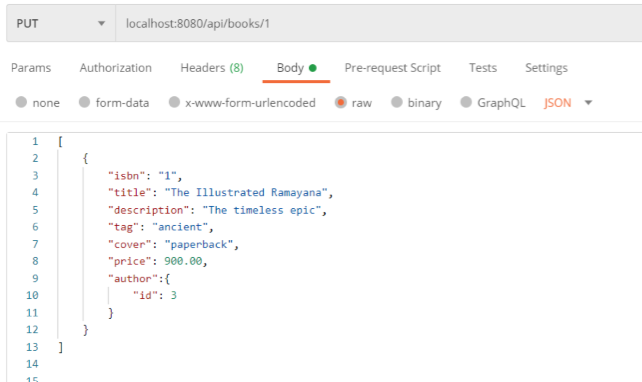 PUT localhost:8080/api/books/1
Params Authorization Headers (8) Body Pre-request Script Tests Settings
none form-data x-www-form-urlencoded raw binary GraphQL JSON
1 [
2 {
3 "isbn": "1",
4 "title": "The Illustrated Ramayana",
5 "description": "The timeless epic",
6 "tag": "ancient",
7 "cover": "paperback",
8 "price": 900.00,
9 "author":{
10 "id": 3
11 }
12 }
13 ]
14
15